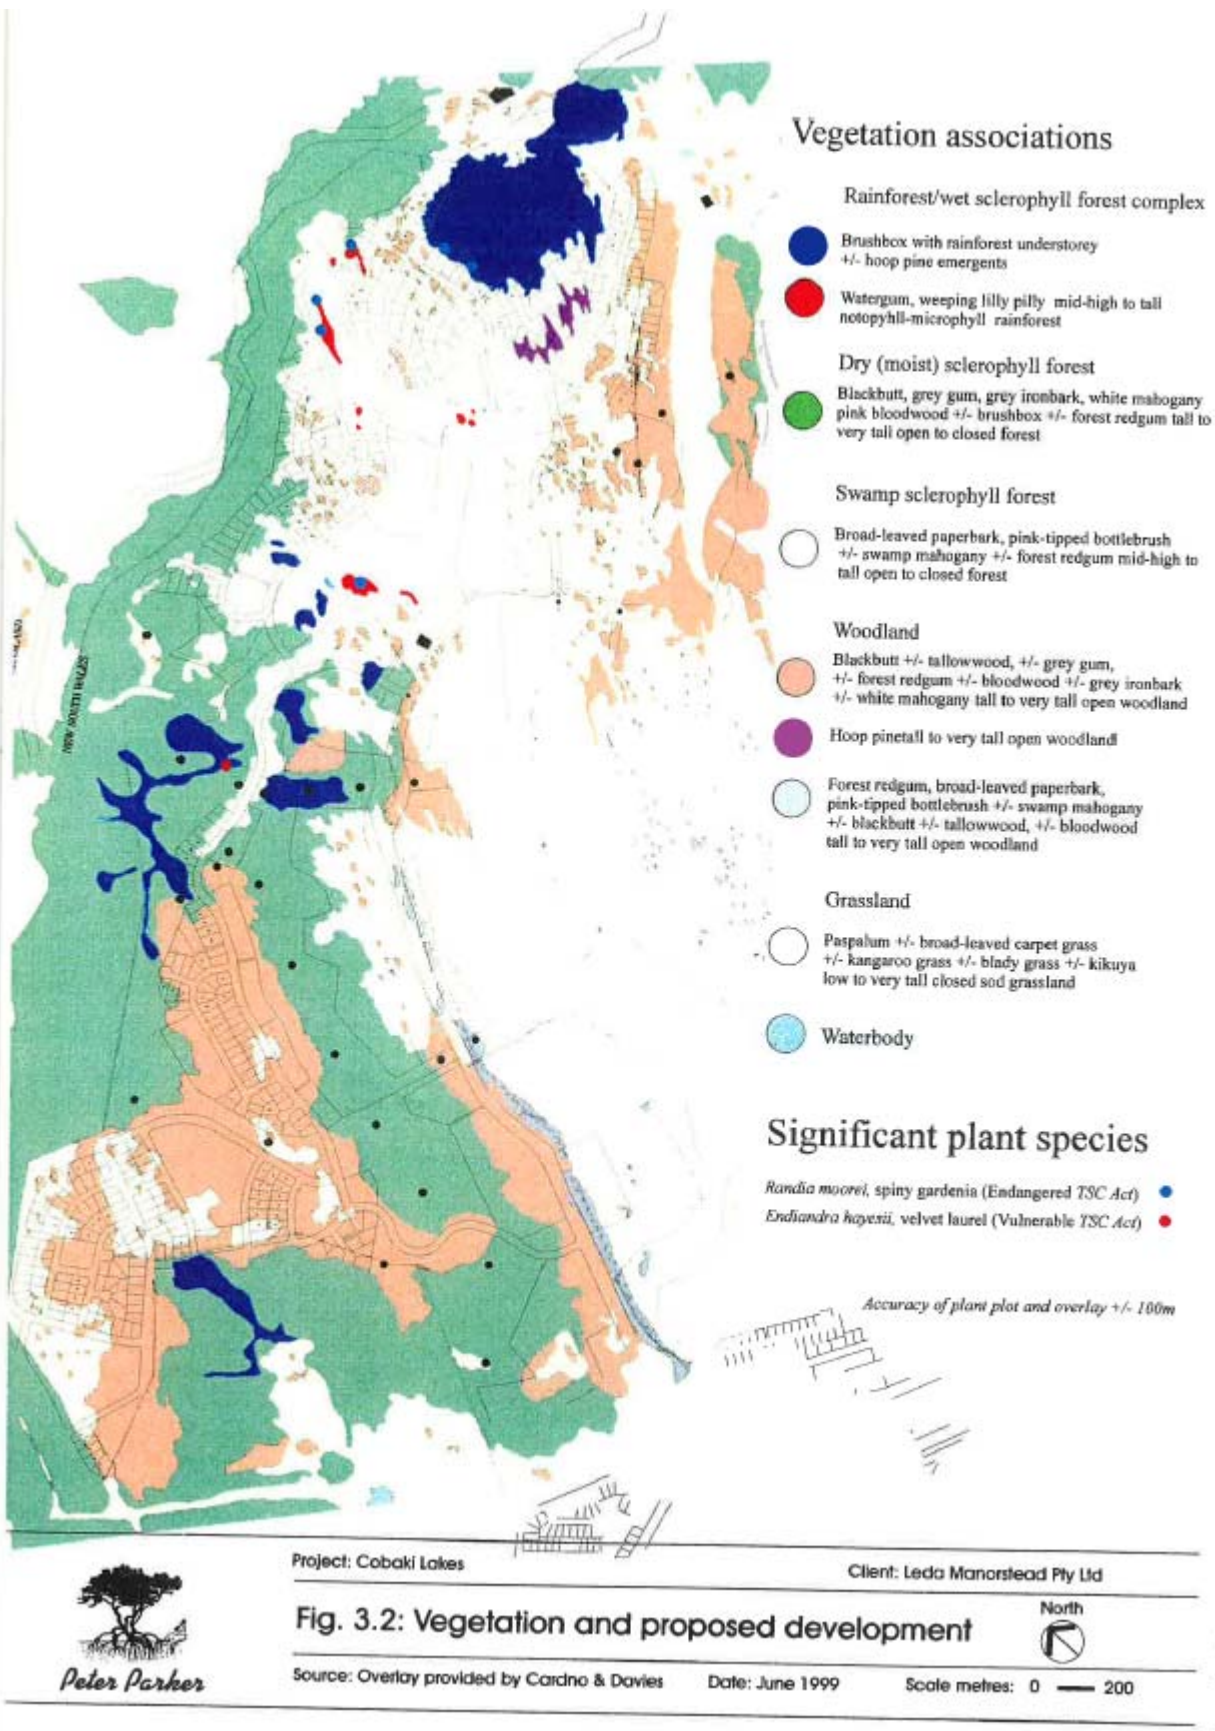 Vegetation associations
Rainforest/wet sclerophyll forest complex
Brushbox with rainforest understorey
+/- hoop pine emergents
Watergum, weeping lilly pilly mid-high to tall
notopyhll-microphyll rainforest
Dry (moist) sclerophyll forest
Blackbutt, grey gum, grey ironbark, white mahogany
pink bloodwood +/- brushbox +/- forest redgum tall to
very tall open to closed forest
Swamp sclerophyll forest
Broad-leaved paperbark, pink-tipped bottlebrush
+/- swamp mahogany +/- forest redgum mid-high to
tall open to closed forest
Woodland
Blackbutt +/- tallowwood, +/- grey gum,
+/- forest redgum +/- bloodwood +/- grey ironbark
+/- white mahogany tall to very tall open woodland
Hoop pinetall to very tall open woodland
Forest redgum, broad-leaved paperbark,
pink-tipped bottlebrush +/- swamp mahogany
+/- blackbutt +/- tallowwood, +/- bloodwood
tall to very tall open woodland
Grassland
Paspalum +/- broad-leaved carpet grass
+/- kangaroo grass +/- blady grass +/- kikuya
low to very tall closed sod grassland
Waterbody
NEW SOUTH WALES
Significant plant species
Randia moorei, spiny gardenia (Endangered TSC Act)
Endiandra hayesii, velvet laurel (Vulnerable TSC Act)
Accuracy of plant plot and overlay +/- 100m
Project: Cobaki Lakes
Client: Leda Manorstead Pty Ltd
Fig. 3.2: Vegetation and proposed development
North
Peter Parker
Source: Overlay provided by Cardno & Davies
Date: June 1999
Scale metres: 0 200